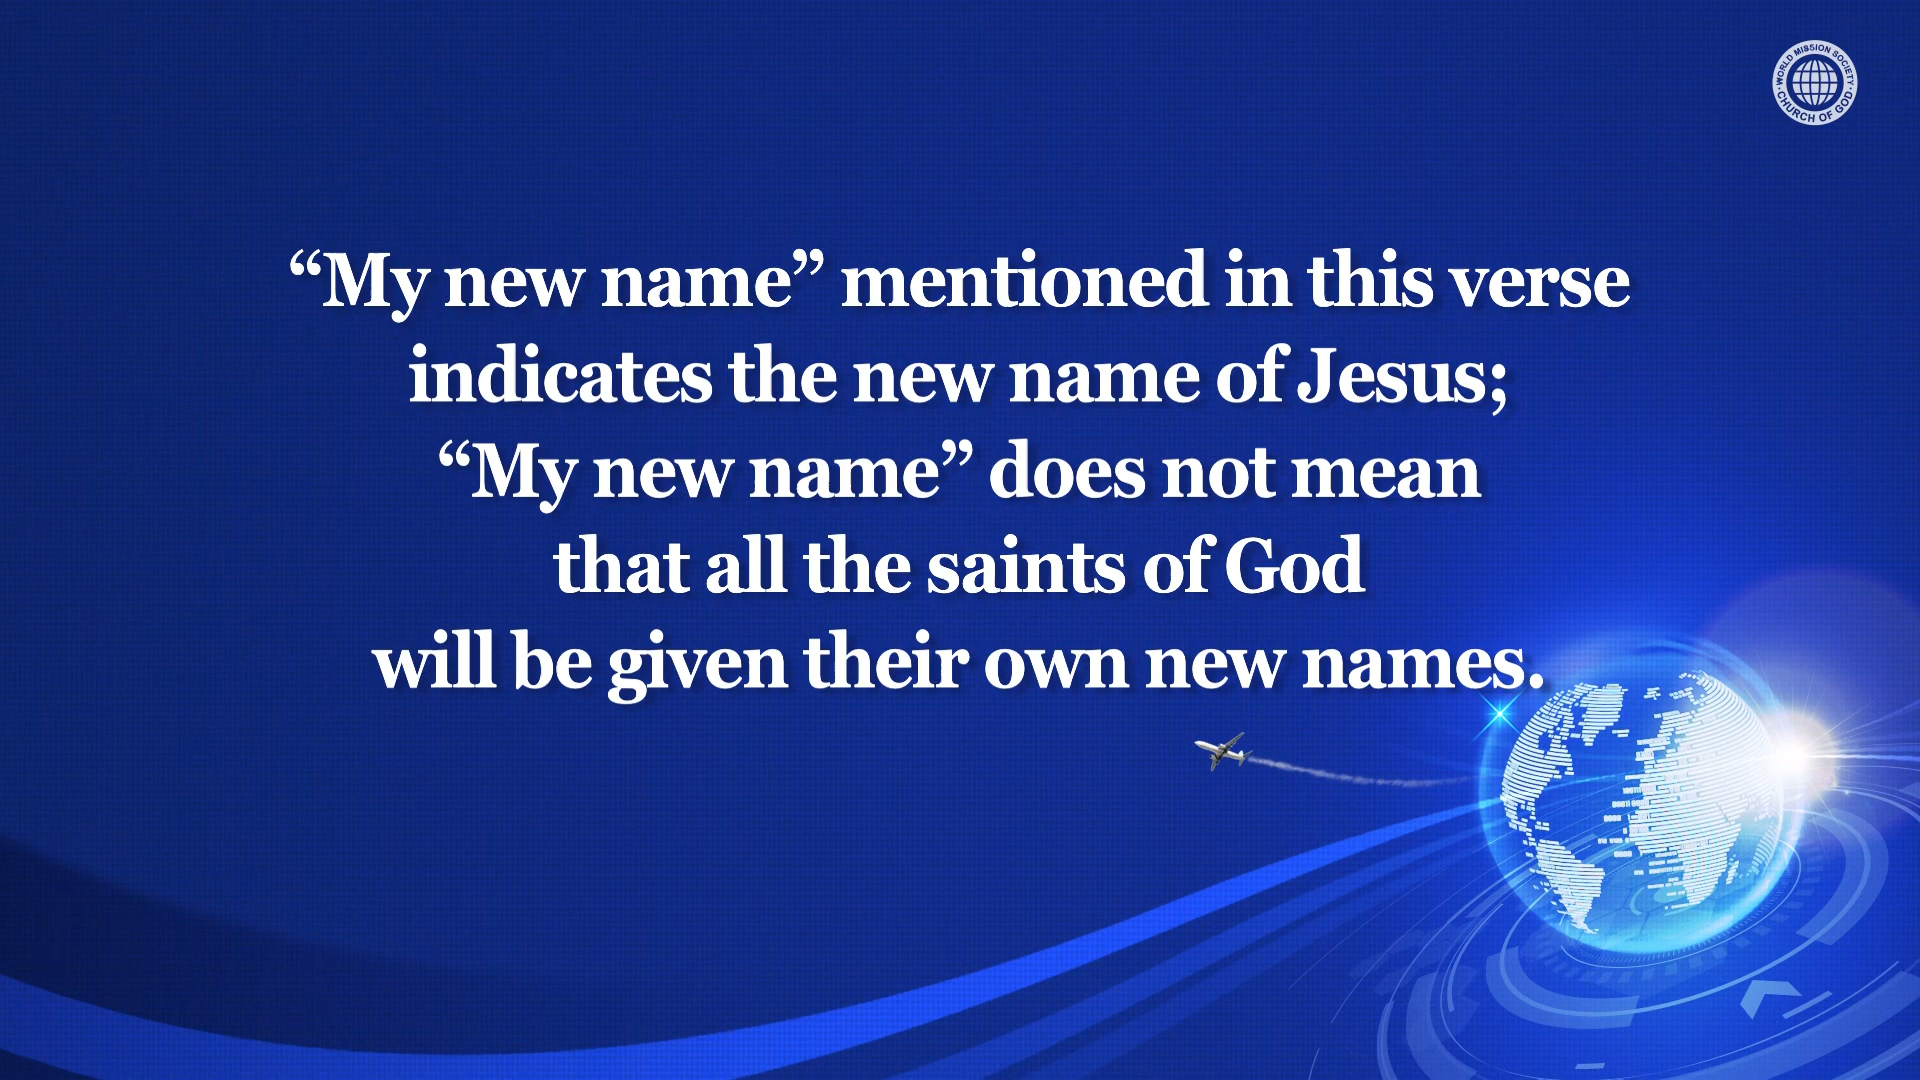 WORLD MISSION SOCIETY
CHURCH OF GOD
“My new name” mentioned in this verse
indicates the new name of Jesus;
“My new name” does not mean
that all the saints of God
will be given their own new names.